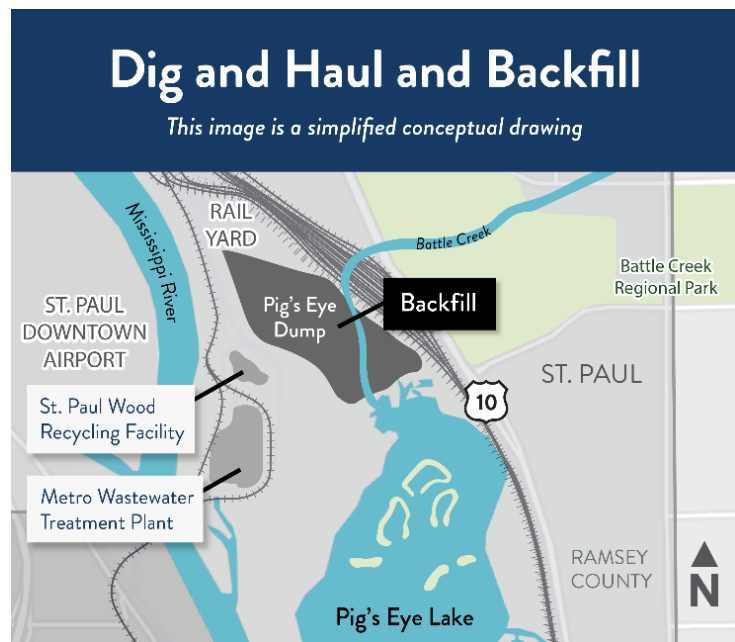 Dig and Haul and Backfill
This image is a simplified conceptual drawing
RAIL
YARD
Mississippi River
Battle Creek
Battle Creek
Regional Park
Pig's Eye
Dump
Backfill
ST. PAUL
DOWNTOWN
AIRPORT
ST. PAUL
10
St. Paul Wood
Recycling Facility
Metro Wastewater
Treatment Plant
RAMSEY
COUNTY
N
Pig's Eye Lake